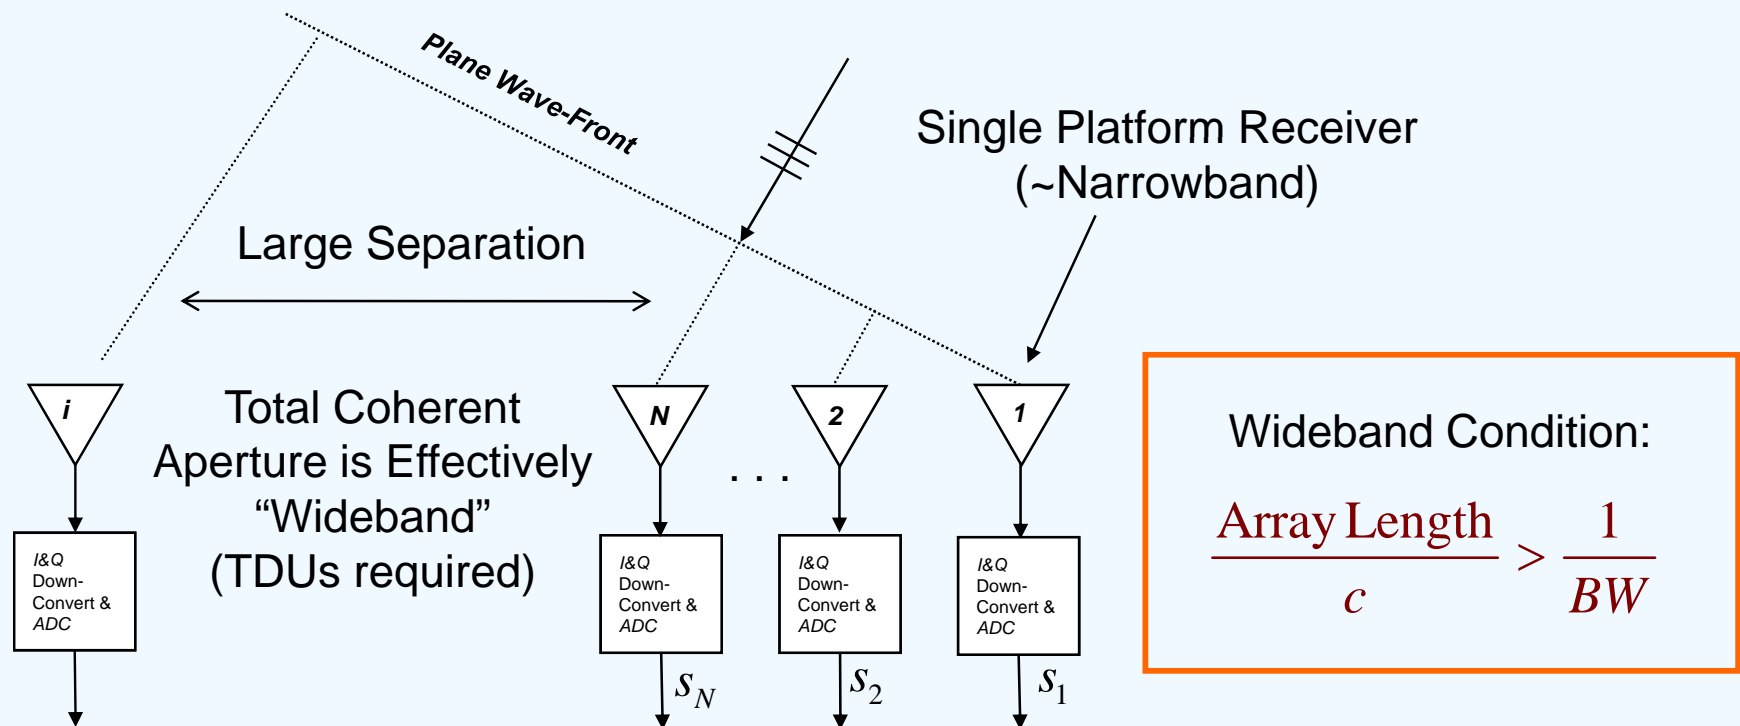 Plane Wave-Front
Single Platform Receiver
(~Narrowband)
Large Separation
i
Total Coherent
Aperture is Effectively
“Wideband”
(TDUs required)
N
. . .
2
1
Wideband Condition:
Array Length / c > 1 / BW
I&Q
Down-
Convert &
ADC
I&Q
Down-
Convert &
ADC
I&Q
Down-
Convert &
ADC
I&Q
Down-
Convert &
ADC
s_N
s_2
s_1